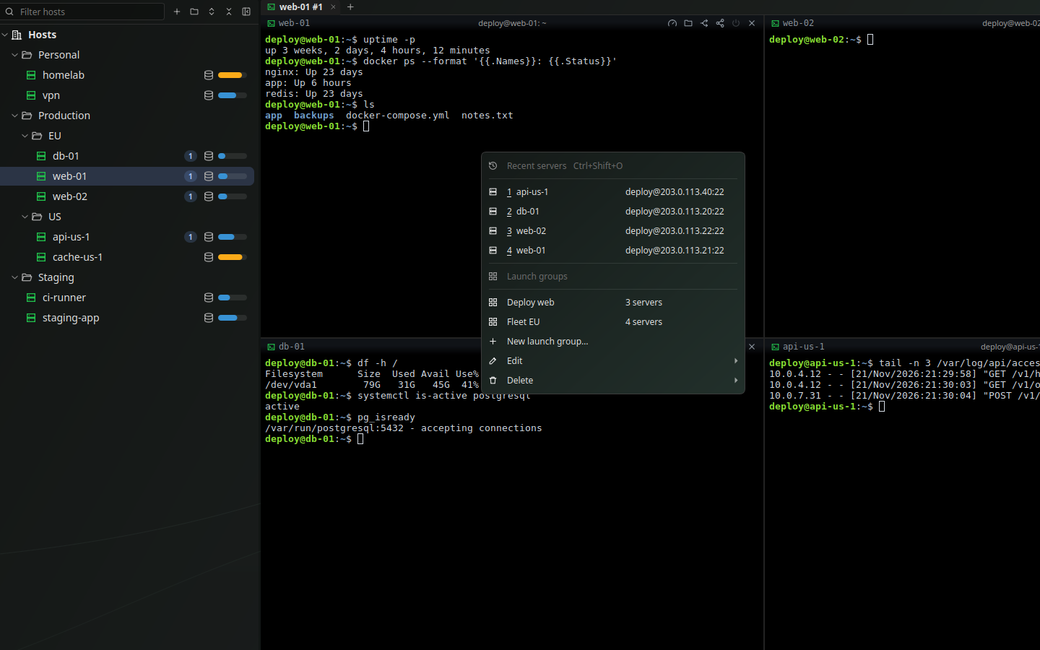 Filter hosts
Hosts
Personal
homelab
vpn
Production
EU
db-01 1
web-01 1
web-02 1
US
api-us-1 1
cache-us-1
Staging
ci-runner
staging-app
web-01 #1
web-01 deploy@web-01: ~
deploy@web-01:~$ uptime -p
up 3 weeks, 2 days, 4 hours, 12 minutes
deploy@web-01:~$ docker ps --format '{{.Names}}: {{.Status}}'
nginx: Up 23 days
app: Up 6 hours
redis: Up 23 days
deploy@web-01:~$ ls
app backups docker-compose.yml notes.txt
deploy@web-01:~$
web-02 deploy@web-02
deploy@web-02:~$
Recent servers Ctrl+Shift+O
1 api-us-1 deploy@203.0.113.40:22
2 db-01 deploy@203.0.113.20:22
3 web-02 deploy@203.0.113.22:22
4 web-01 deploy@203.0.113.21:22
Launch groups
Deploy web 3 servers
Fleet EU 4 servers
New launch group...
Edit
Delete
db-01
deploy@db-01:~$ df -h /
Filesystem Size Used Avail Use%
/dev/vda1 79G 31G 45G 41%
deploy@db-01:~$ systemctl is-active postgresql
active
deploy@db-01:~$ pg_isready
/var/run/postgresql:5432 - accepting connections
deploy@db-01:~$
api-us-1 deploy@api-us-1
deploy@api-us-1:~$ tail -n 3 /var/log/api/acces
10.0.4.12 - - [21/Nov/2026:21:29:58] "GET /v1/h
10.0.4.12 - - [21/Nov/2026:21:30:03] "GET /v1/o
10.0.7.31 - - [21/Nov/2026:21:30:04] "POST /v1/
deploy@api-us-1:~$